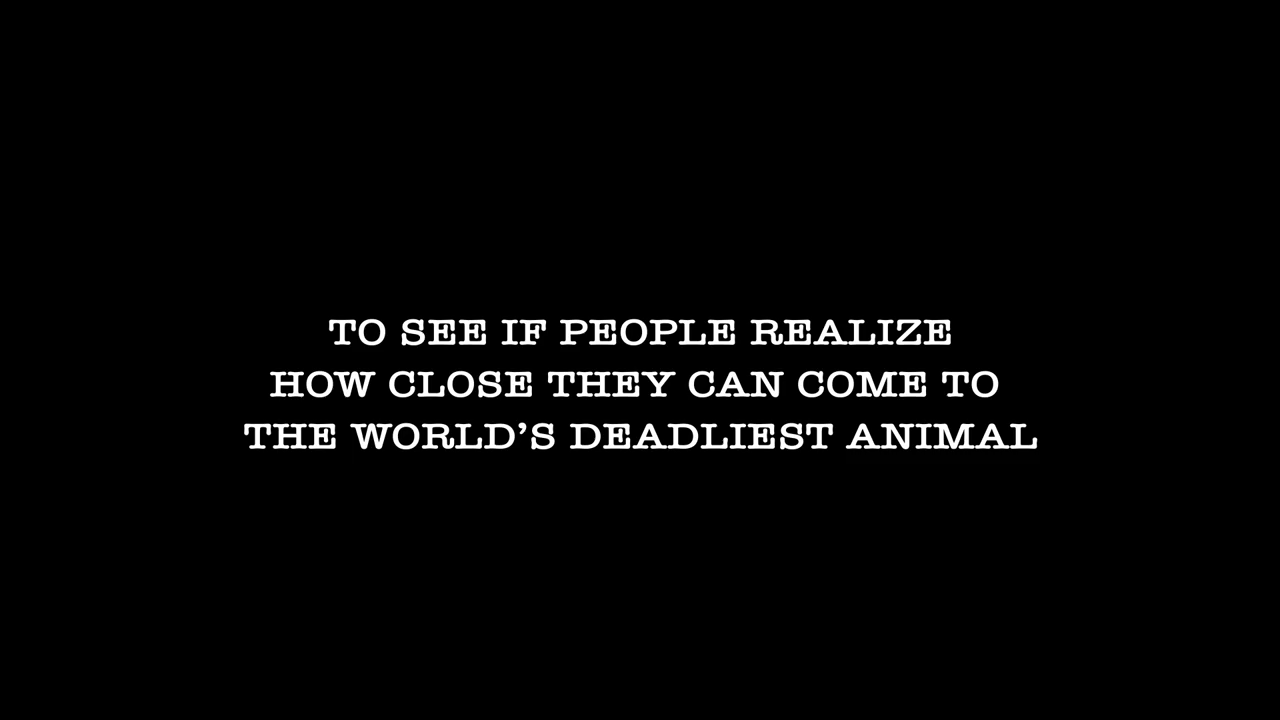 TO SEE IF PEOPLE REALIZE
HOW CLOSE THEY CAN COME TO
THE WORLD’S DEADLIEST ANIMAL